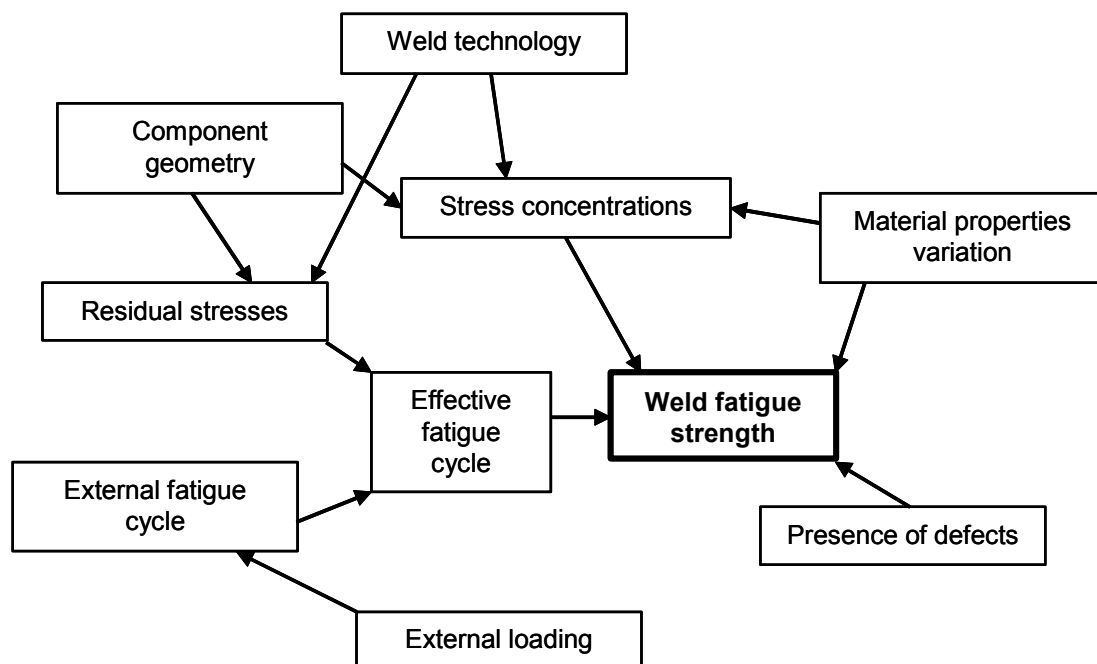 Weld technology
Component
geometry
Stress concentrations
Material properties
variation
Residual stresses
Effective
fatigue
cycle
Weld fatigue
strength
External fatigue
cycle
Presence of defects
External loading